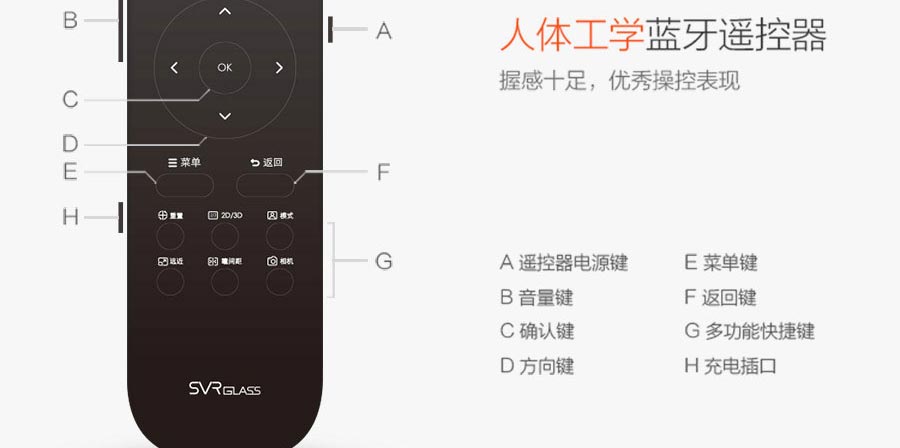 B
A
人体工学蓝牙遥控器
握感十足，优秀操控表现
OK
C
D
菜单
返回
E
F
H
重置
2D/3D
模式
远近
瞳间距
相机
G
A 遥控器电源键
E 菜单键
B 音量键
F 返回键
C 确认键
G 多功能快捷键
D 方向键
H 充电插口
SVR GLASS